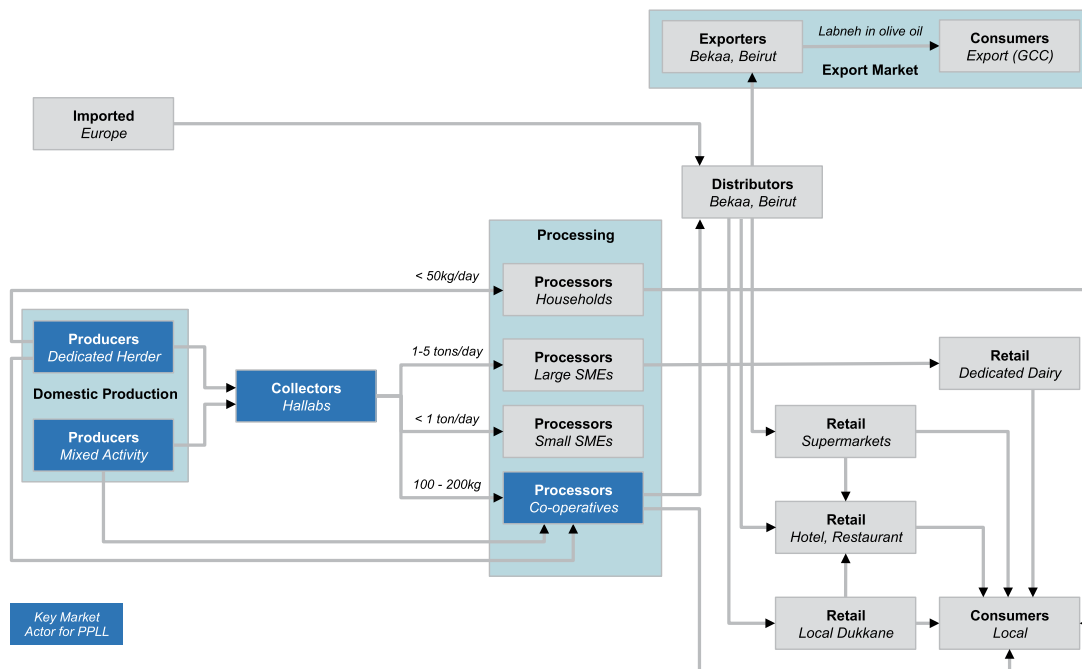 Exporters
Bekaa, Beirut
Labneh in olive oil
Consumers
Export (GCC)
Export Market
Imported
Europe
Distributors
Bekaa, Beirut
Processing
< 50kg/day
Processors
Households
Producers
Dedicated Herder
Domestic Production
Producers
Mixed Activity
Collectors
Hallabs
1-5 tons/day
Processors
Large SMEs
Retail
Dedicated Dairy
< 1 ton/day
Processors
Small SMEs
Retail
Supermarkets
100 - 200kg
Processors
Co-operatives
Retail
Hotel, Restaurant
Key Market
Actor for PPLL
Retail
Local Dukkane
Consumers
Local